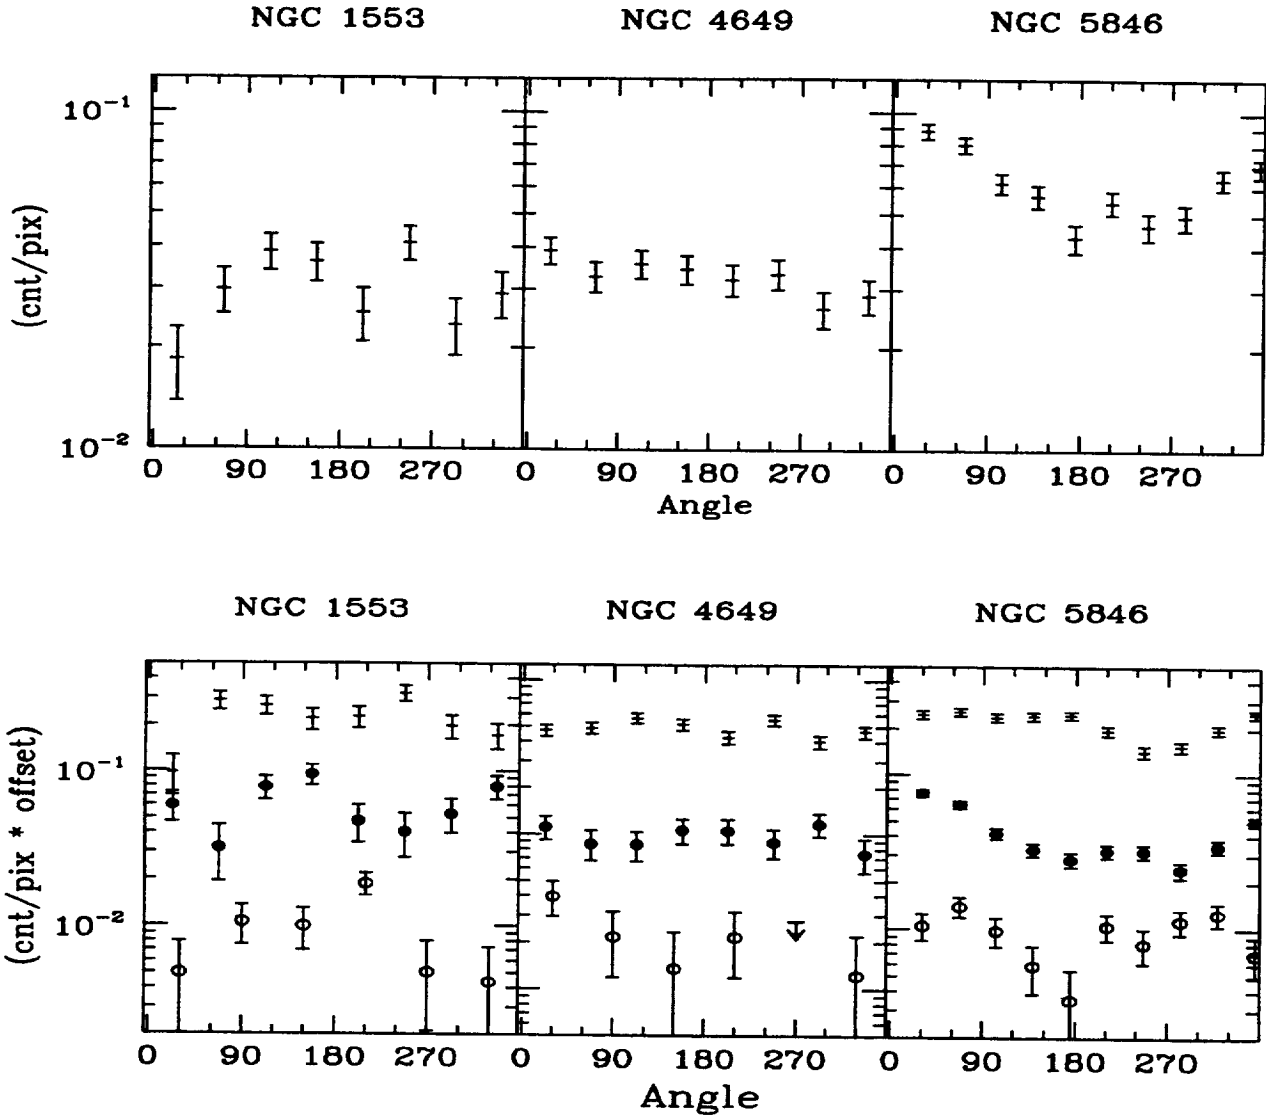 NGC 1553 NGC 4649 NGC 5846
10⁻¹
(cnt/pix)
10⁻²
0 90 180 270 0 90 180 270 0 90 180 270
Angle
NGC 1553 NGC 4649 NGC 5846
10⁻¹
(cnt/pix * offset)
10⁻²
0 90 180 270 0 90 180 270 0 90 180 270
Angle